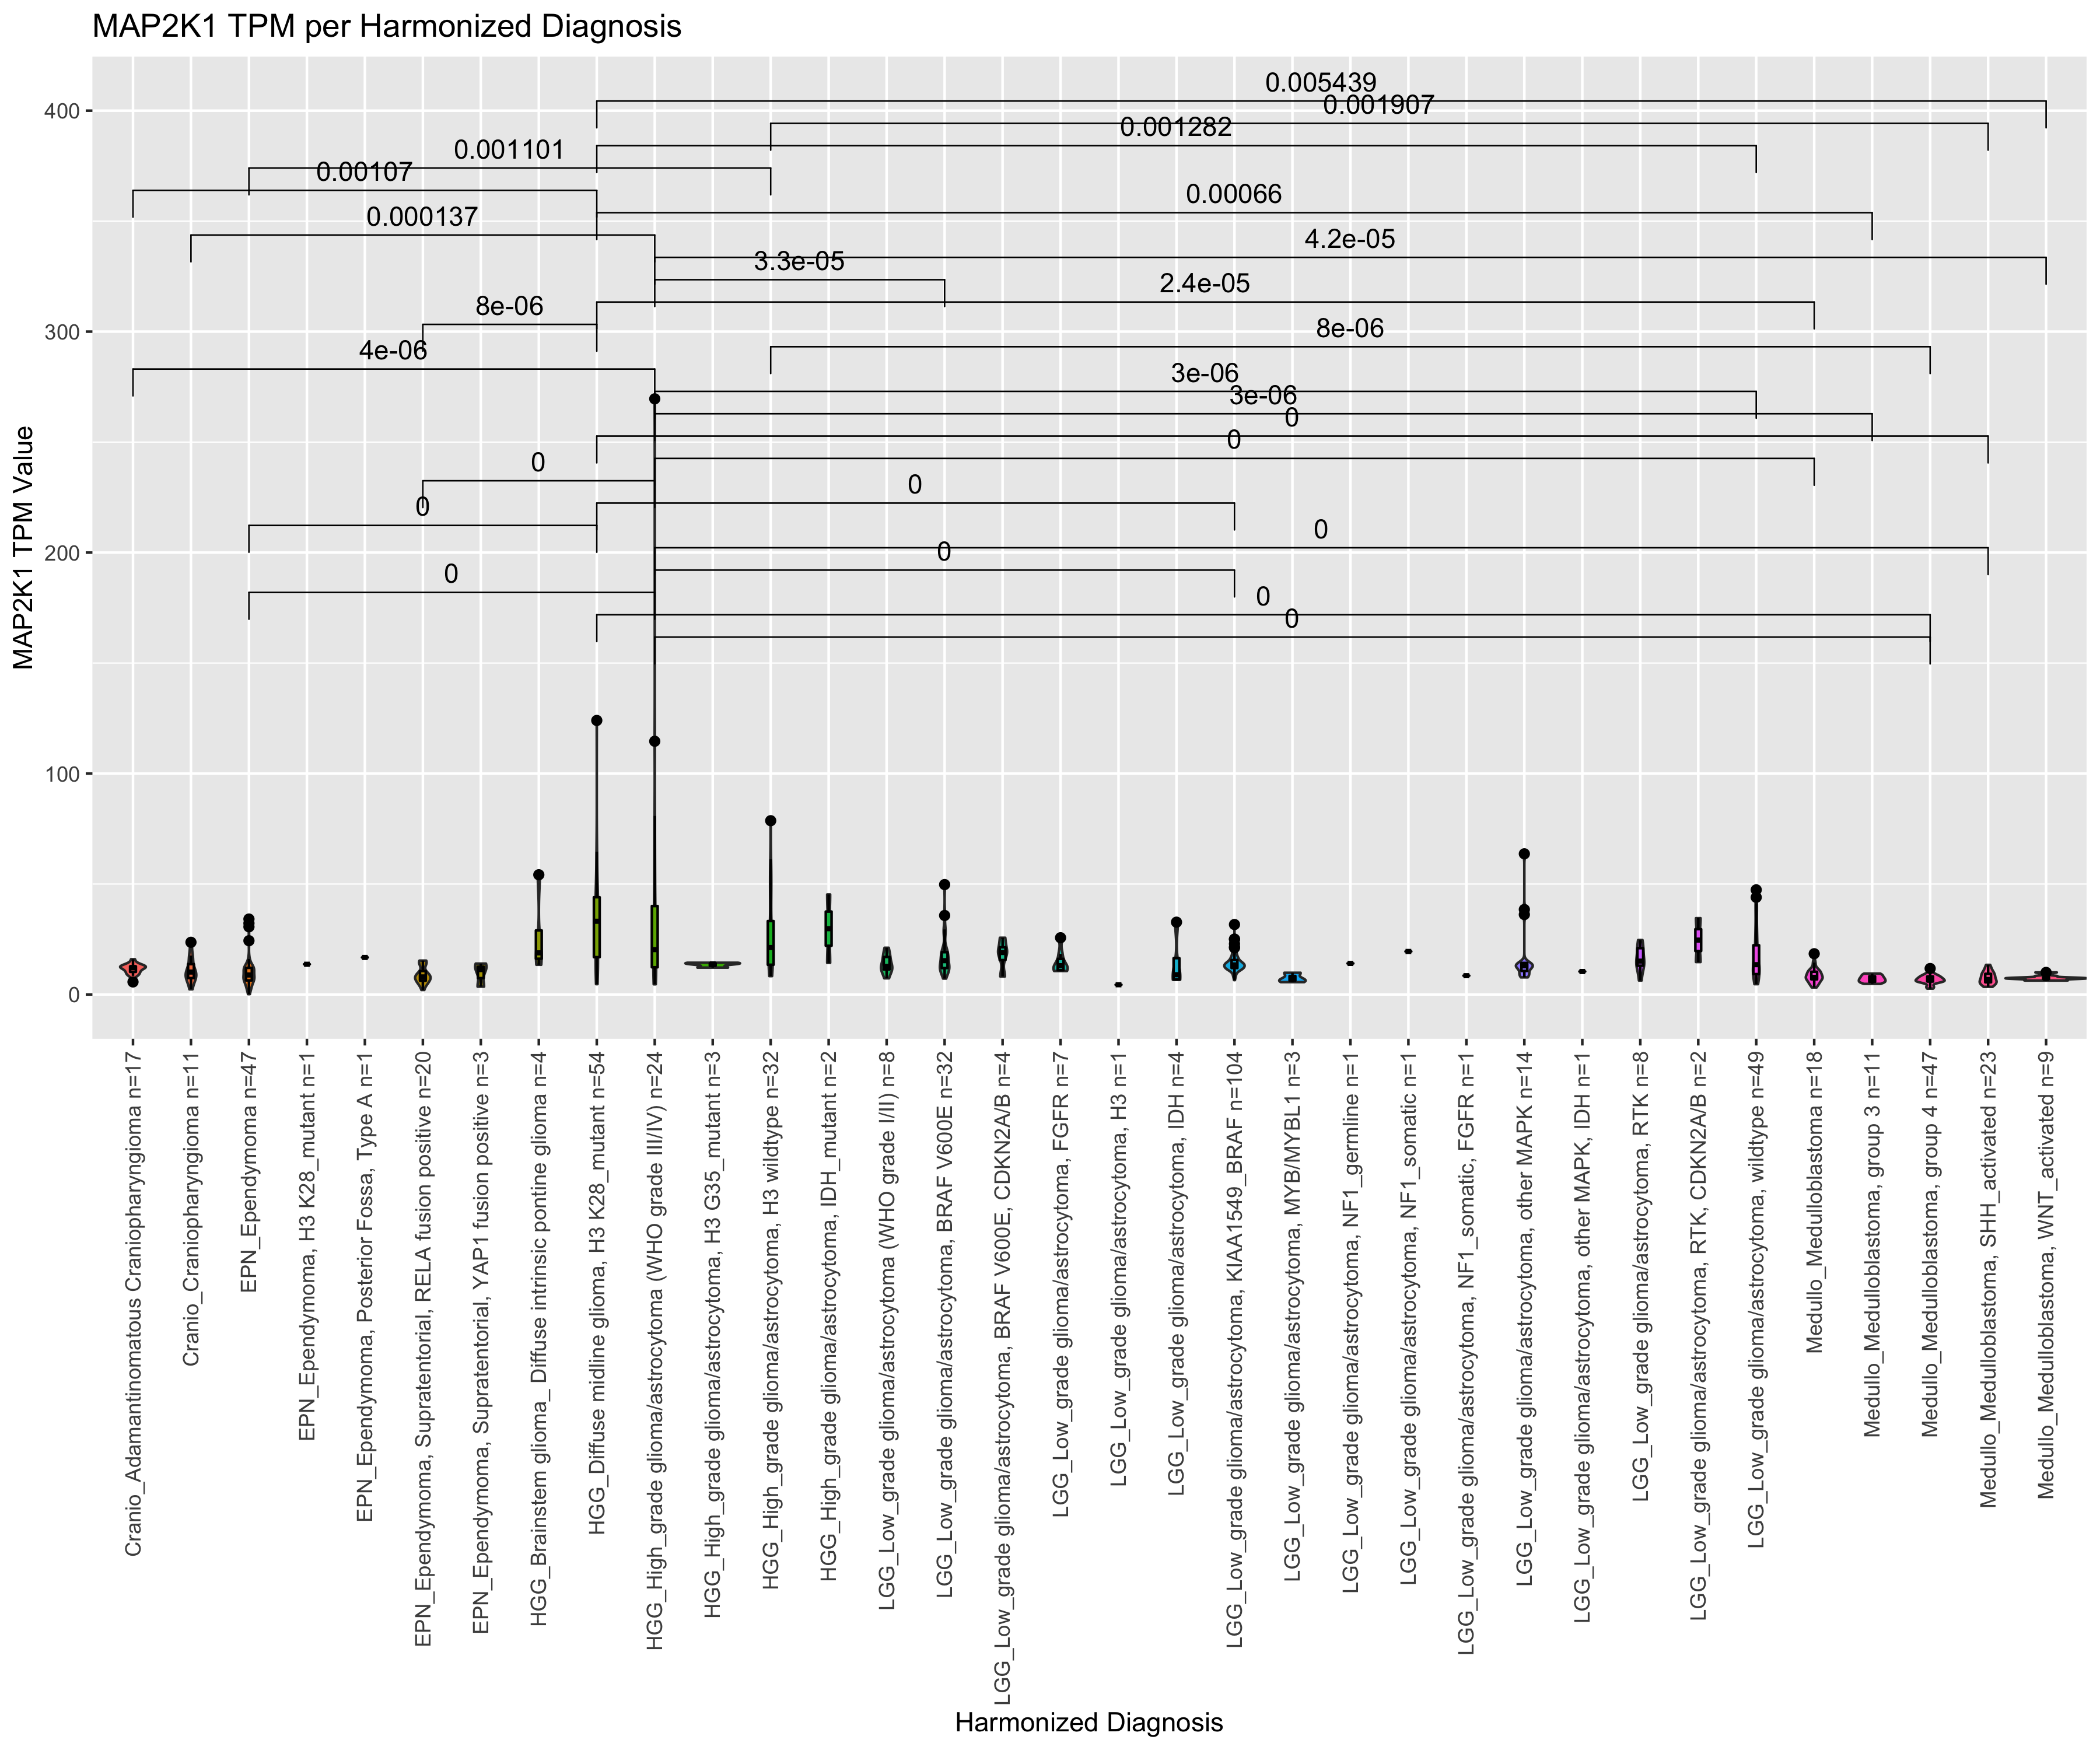 MAP2K1 TPM per Harmonized Diagnosis
MAP2K1 TPM Value
400
300
200
100
0
0.005439
0.001907
0.001282
0.001101
0.00107
0.00066
0.000137
4.2e-05
3.3e-05
2.4e-05
8e-06
8e-06
4e-06
3e-06
3e-06
0
0
0
0
0
0
0
0
0
0
Cranio_Adamantinomatous Craniopharyngioma n=17
Cranio_Craniopharyngioma n=11
EPN_Ependymoma n=47
EPN_Ependymoma, H3 K28_mutant n=1
EPN_Ependymoma, Posterior Fossa, Type A n=1
EPN_Ependymoma, Supratentorial, RELA fusion positive n=20
EPN_Ependymoma, Supratentorial, YAP1 fusion positive n=3
HGG_Brainstem glioma_ Diffuse intrinsic pontine glioma n=4
HGG_Diffuse midline glioma, H3 K28_mutant n=54
HGG_High_grade glioma/astrocytoma (WHO grade III/IV) n=24
HGG_High_grade glioma/astrocytoma, H3 G35_mutant n=3
HGG_High_grade glioma/astrocytoma, H3 wildtype n=32
HGG_High_grade glioma/astrocytoma, IDH_mutant n=2
LGG_Low_grade glioma/astrocytoma (WHO grade I/II) n=8
LGG_Low_grade glioma/astrocytoma, BRAF V600E n=32
LGG_Low_grade glioma/astrocytoma, BRAF V600E, CDKN2A/B n=4
LGG_Low_grade glioma/astrocytoma, FGFR n=7
LGG_Low_grade glioma/astrocytoma, H3 n=1
LGG_Low_grade glioma/astrocytoma, IDH n=4
LGG_Low_grade glioma/astrocytoma, KIAA1549_BRAF n=104
LGG_Low_grade glioma/astrocytoma, MYB/MYBL1 n=3
LGG_Low_grade glioma/astrocytoma, NF1_germline n=1
LGG_Low_grade glioma/astrocytoma, NF1_somatic n=1
LGG_Low_grade glioma/astrocytoma, NF1_somatic, FGFR n=1
LGG_Low_grade glioma/astrocytoma, other MAPK n=14
LGG_Low_grade glioma/astrocytoma, other MAPK, IDH n=1
LGG_Low_grade glioma/astrocytoma, RTK n=8
LGG_Low_grade glioma/astrocytoma, RTK, CDKN2A/B n=2
LGG_Low_grade glioma/astrocytoma, wildtype n=49
Medullo_Medulloblastoma n=18
Medullo_Medulloblastoma, group 3 n=11
Medullo_Medulloblastoma, group 4 n=47
Medullo_Medulloblastoma, SHH_activated n=23
Medullo_Medulloblastoma, WNT_activated n=9
Harmonized Diagnosis